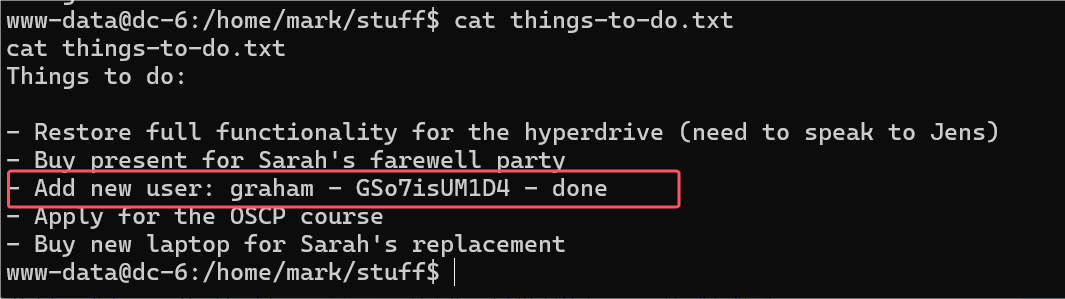 www-data@dc-6:/home/mark/stuff$ cat things-to-do.txt
cat things-to-do.txt
Things to do:
- Restore full functionality for the hyperdrive (need to speak to Jens)
- Buy present for Sarah's farewell party
- Add new user: graham - GSo7isUM1D4 - done
- Apply for the OSCP course
- Buy new laptop for Sarah's replacement
www-data@dc-6:/home/mark/stuff$